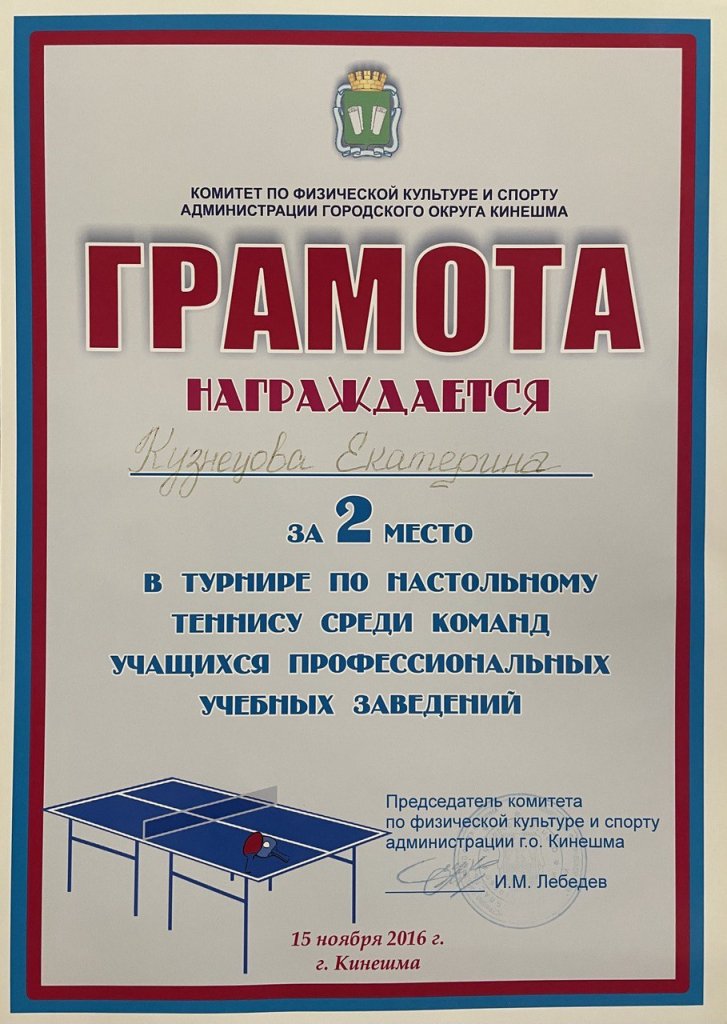 КОМИТЕТ ПО ФИЗИЧЕСКОЙ КУЛЬТУРЕ И СПОРТУ
АДМИНИСТРАЦИИ ГОРОДСКОГО ОКРУГА КИНЕШМА
ГРАМОТА
НАГРАЖДАЕТСЯ
Кузнецова Екатерина
ЗА 2 МЕСТО
В ТУРНИРЕ ПО НАСТОЛЬНОМУ
ТЕННИСУ СРЕДИ КОМАНД
УЧАЩИХСЯ ПРОФЕССИОНАЛЬНЫХ
УЧЕБНЫХ ЗАВЕДЕНИЙ
Председатель комитета
по физической культуре и спорту
администрации г.о. Кинешма
И.М. Лебедев
15 ноября 2016 г.
г. Кинешма